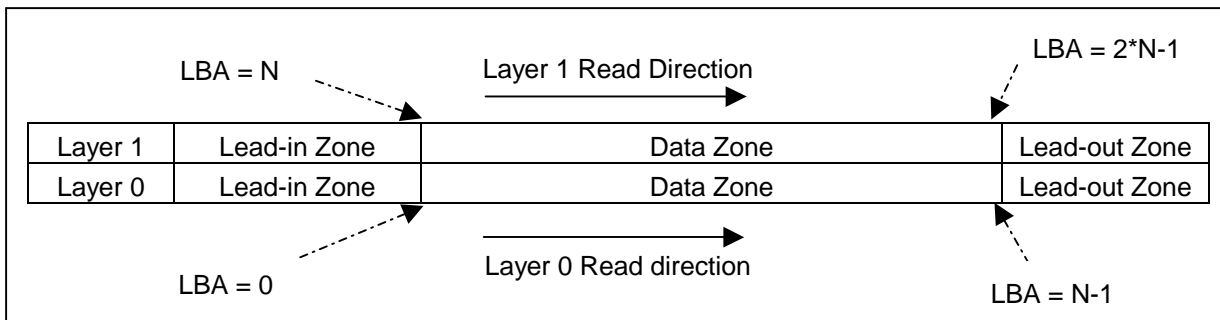 LBA = N
Layer 1 Read Direction
LBA = 2*N-1
Layer 1 Lead-in Zone Data Zone Lead-out Zone
Layer 0 Lead-in Zone Data Zone Lead-out Zone
LBA = 0
Layer 0 Read direction
LBA = N-1